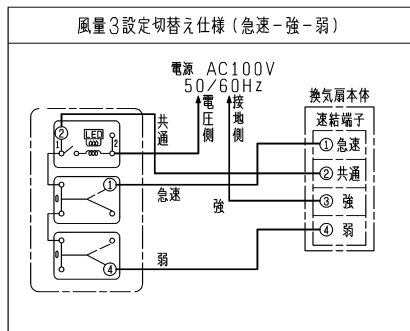 風量3設定切替え仕様(急速-強-弱)
電源 AC100V
50/60Hz
電圧側
接地側
換気扇本体
速結端子
① 急速
② 共通
③ 強
④ 弱
共通
急速
強
弱
② LED
1 2
0 ①
0 ④